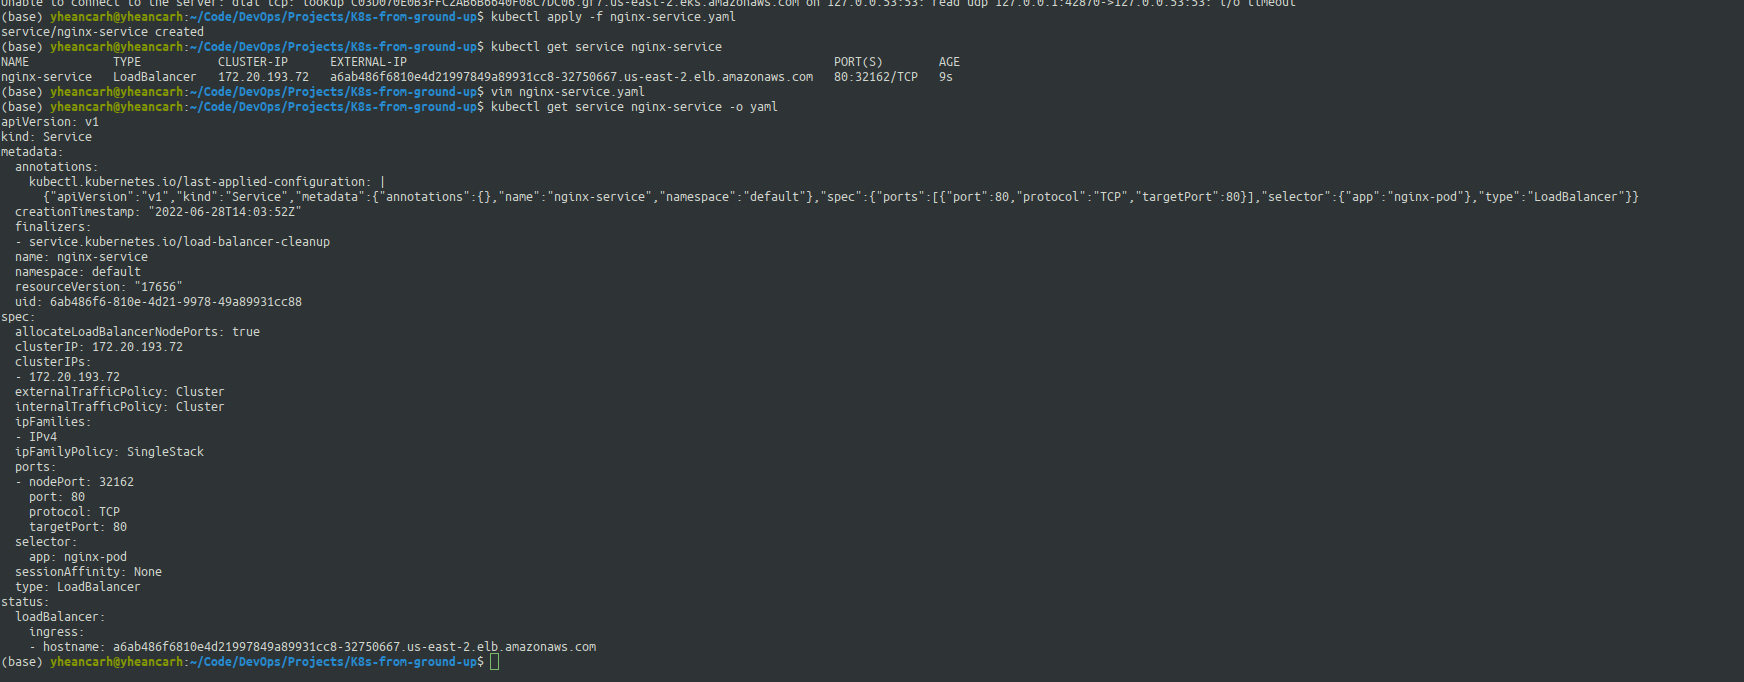 Unable to connect to the server: dial tcp: lookup C03D070E0B3FFC2AB6B6640F08C7DC06.gr7.us-east-2.eks.amazonaws.com on 127.0.0.53:53: read udp 127.0.0.1:42870->127.0.0.53:53: i/o timeout
(base) yheancarh@yheancarh:~/Code/DevOps/Projects/K8s-from-ground-up$ kubectl apply -f nginx-service.yaml
service/nginx-service created
(base) yheancarh@yheancarh:~/Code/DevOps/Projects/K8s-from-ground-up$ kubectl get service nginx-service
NAME            TYPE           CLUSTER-IP      EXTERNAL-IP                                                             PORT(S)        AGE
nginx-service   LoadBalancer   172.20.193.72   a6ab486f6810e4d21997849a89931cc8-32750667.us-east-2.elb.amazonaws.com   80:32162/TCP   9s
(base) yheancarh@yheancarh:~/Code/DevOps/Projects/K8s-from-ground-up$ vim nginx-service.yaml
(base) yheancarh@yheancarh:~/Code/DevOps/Projects/K8s-from-ground-up$ kubectl get service nginx-service -o yaml
apiVersion: v1
kind: Service
metadata:
  annotations:
    kubectl.kubernetes.io/last-applied-configuration: |
      {"apiVersion":"v1","kind":"Service","metadata":{"annotations":{},"name":"nginx-service","namespace":"default"},"spec":{"ports":[{"port":80,"protocol":"TCP","targetPort":80}],"selector":{"app":"nginx-pod"},"type":"LoadBalancer"}}
  creationTimestamp: "2022-06-28T14:03:52Z"
  finalizers:
  - service.kubernetes.io/load-balancer-cleanup
  name: nginx-service
  namespace: default
  resourceVersion: "17656"
  uid: 6ab486f6-810e-4d21-9978-49a89931cc88
spec:
  allocateLoadBalancerNodePorts: true
  clusterIP: 172.20.193.72
  clusterIPs:
  - 172.20.193.72
  externalTrafficPolicy: Cluster
  internalTrafficPolicy: Cluster
  ipFamilies:
  - IPv4
  ipFamilyPolicy: SingleStack
  ports:
  - nodePort: 32162
    port: 80
    protocol: TCP
    targetPort: 80
  selector:
    app: nginx-pod
  sessionAffinity: None
  type: LoadBalancer
status:
  loadBalancer:
    ingress:
    - hostname: a6ab486f6810e4d21997849a89931cc8-32750667.us-east-2.elb.amazonaws.com
(base) yheancarh@yheancarh:~/Code/DevOps/Projects/K8s-from-ground-up$